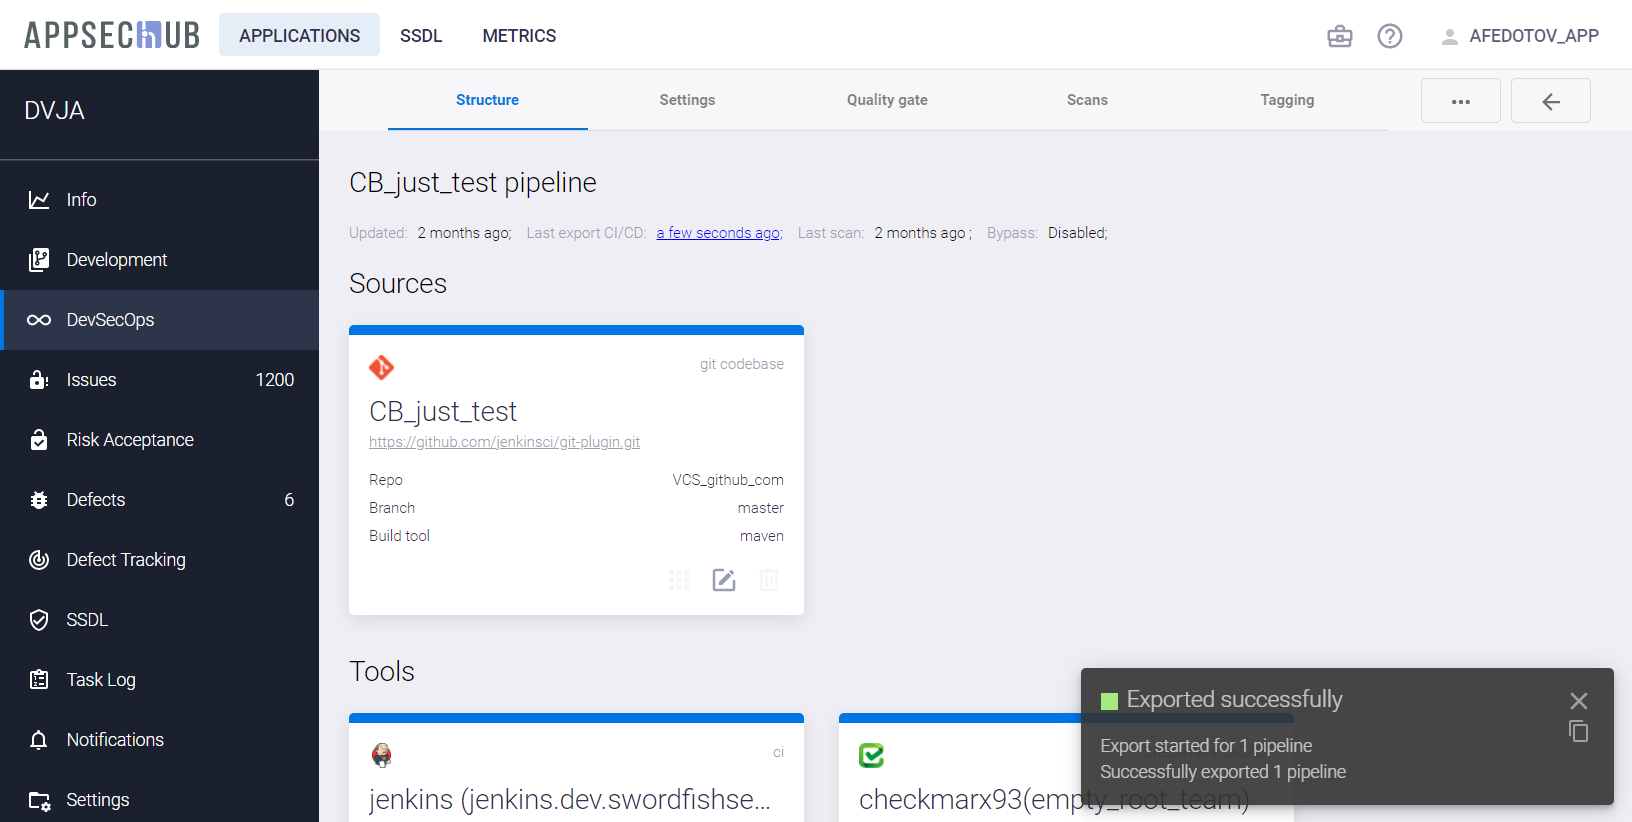 APPSECHUB
APPLICATIONS
SSDL
METRICS
AFEDOTOV_APP
DVJA
Info
Development
DevSecOps
Issues 1200
Risk Acceptance
Defects 6
Defect Tracking
SSDL
Task Log
Notifications
Settings
Structure
Settings
Quality gate
Scans
Tagging
CB_just_test pipeline
Updated: 2 months ago; Last export CI/CD: a few seconds ago; Last scan: 2 months ago ; Bypass: Disabled;
Sources
git codebase
CB_just_test
https://github.com/jenkinsci/git-plugin.git
Repo VCS_github_com
Branch master
Build tool maven
Tools
ci
jenkins (jenkins.dev.swordfishse...
checkmarx93(empty_root_team)
Exported successfully
Export started for 1 pipeline
Successfully exported 1 pipeline